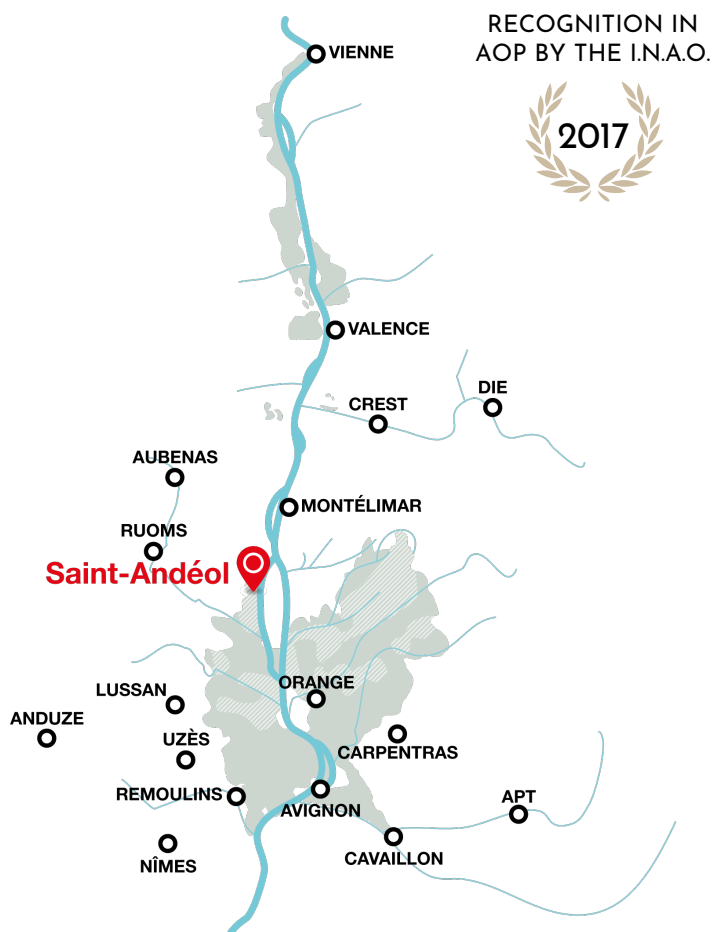 RECOGNITION IN
AOP BY THE I.N.A.O.
2017
VIENNE
VALENCE
DIE
CREST
AUBENAS
MONTÉLIMAR
RUOMS
Saint-Andéol
ORANGE
LUSSAN
ANDUZE
UZÈS
CARPENTRAS
REMOULINS
APT
AVIGNON
CAVAILLON
NÎMES